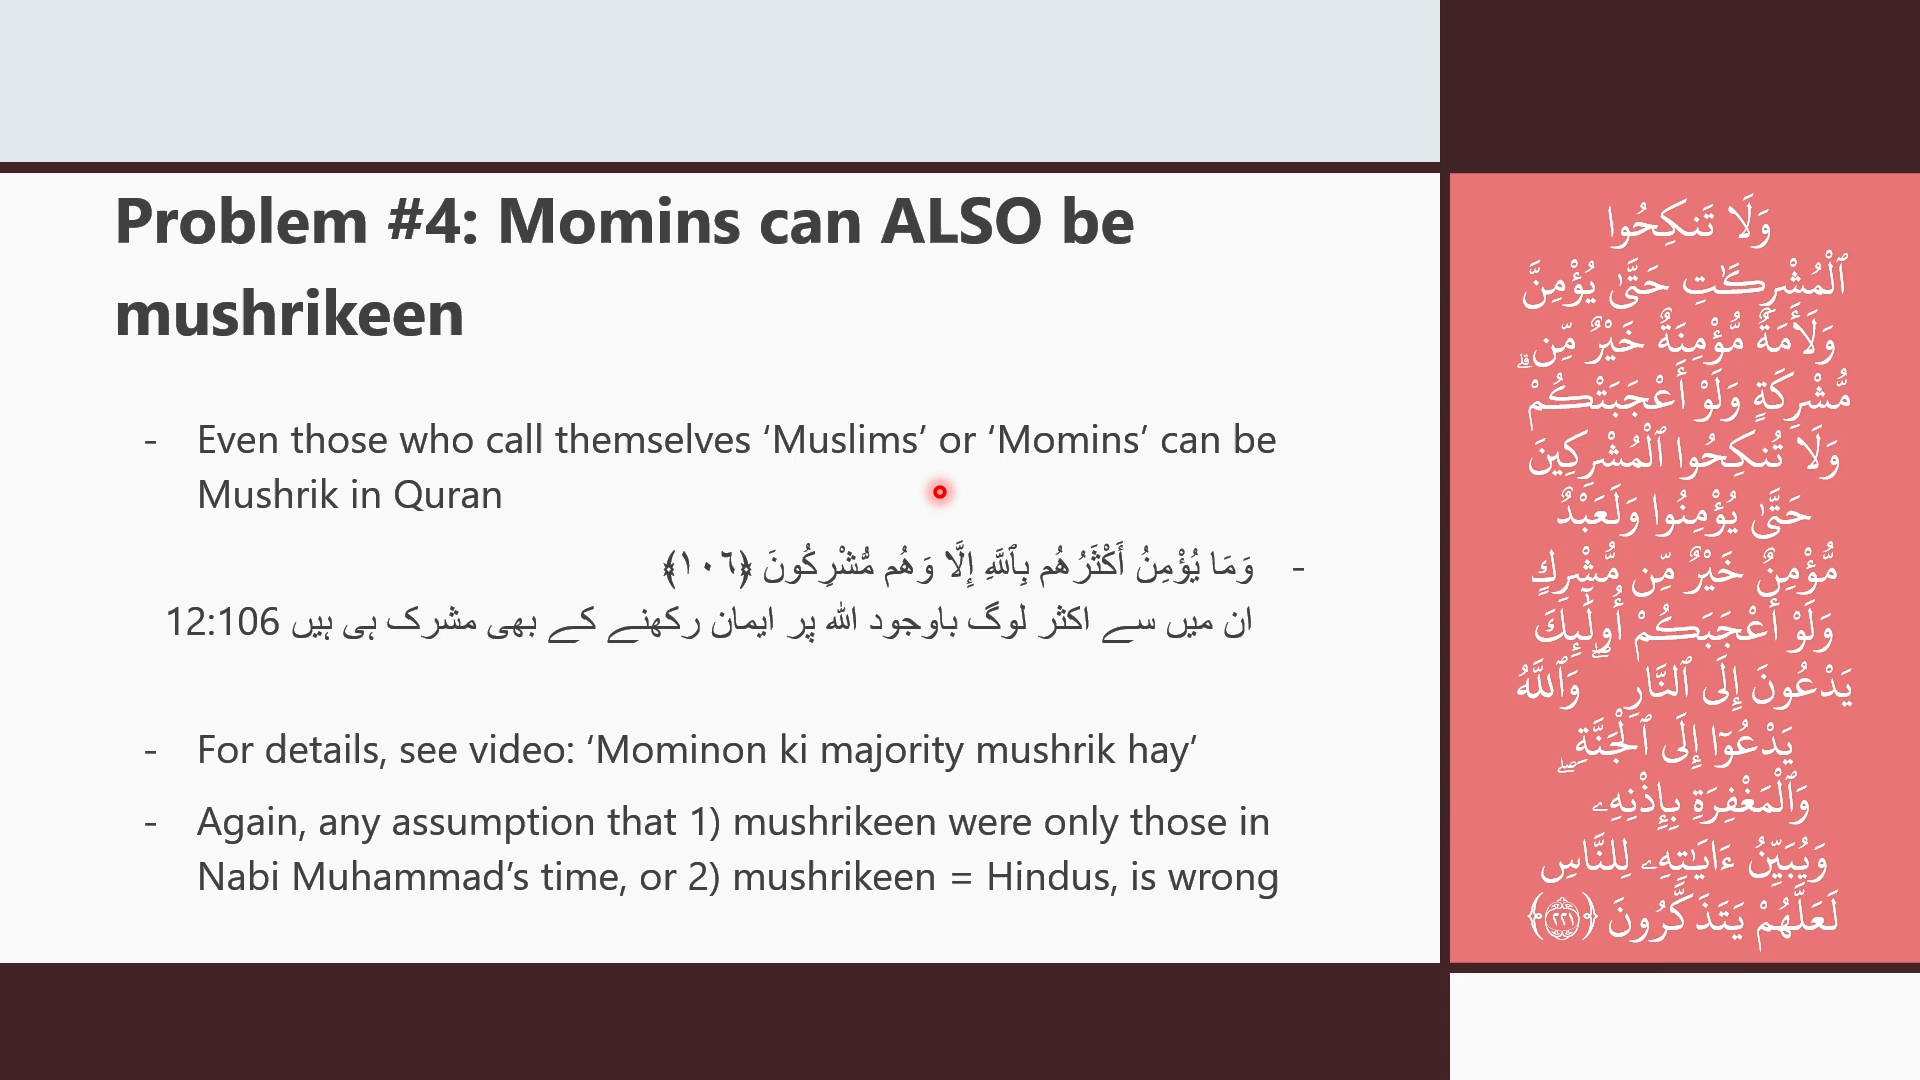 Problem #4: Momins can ALSO be
mushrikeen
- Even those who call themselves ‘Muslims’ or ‘Momins’ can be
Mushrik in Quran
- وَمَا يُؤْمِنُ أَكْثَرُهُم بِٱللَّهِ إِلَّا وَهُم مُّشْرِكُونَ ﴿١٠٦﴾
ان میں سے اکثر لوگ باوجود اللہ پر ایمان رکھنے کے بھی مشرک ہی ہیں 12:106
- For details, see video: ‘Mominon ki majority mushrik hay’
- Again, any assumption that 1) mushrikeen were only those in
Nabi Muhammad’s time, or 2) mushrikeen = Hindus, is wrong
وَلَا تَنكِحُوا
ٱلْمُشْرِكَـٰتِ حَتَّىٰ يُؤْمِنَّ
وَلَأَمَةٌ مُّؤْمِنَةٌ خَيْرٌ مِّن
مُّشْرِكَةٍ وَلَوْ أَعْجَبَتْكُمْ ۗ
وَلَا تُنكِحُوا ٱلْمُشْرِكِينَ
حَتَّىٰ يُؤْمِنُوا وَلَعَبْدٌ
مُّؤْمِنٌ خَيْرٌ مِّن مُّشْرِكٍ
وَلَوْ أَعْجَبَكُمْ أُولَـٰٓئِكَ
يَدْعُونَ إِلَى ٱلنَّارِ ۖ وَٱللَّهُ
يَدْعُوٓا إِلَى ٱلْجَنَّةِ
وَٱلْمَغْفِرَةِ بِإِذْنِهِۦ ۖ
وَيُبَيِّنُ ءَايَـٰتِهِۦ لِلنَّاسِ
لَعَلَّهُمْ يَتَذَكَّرُونَ ﴿٢٢١﴾